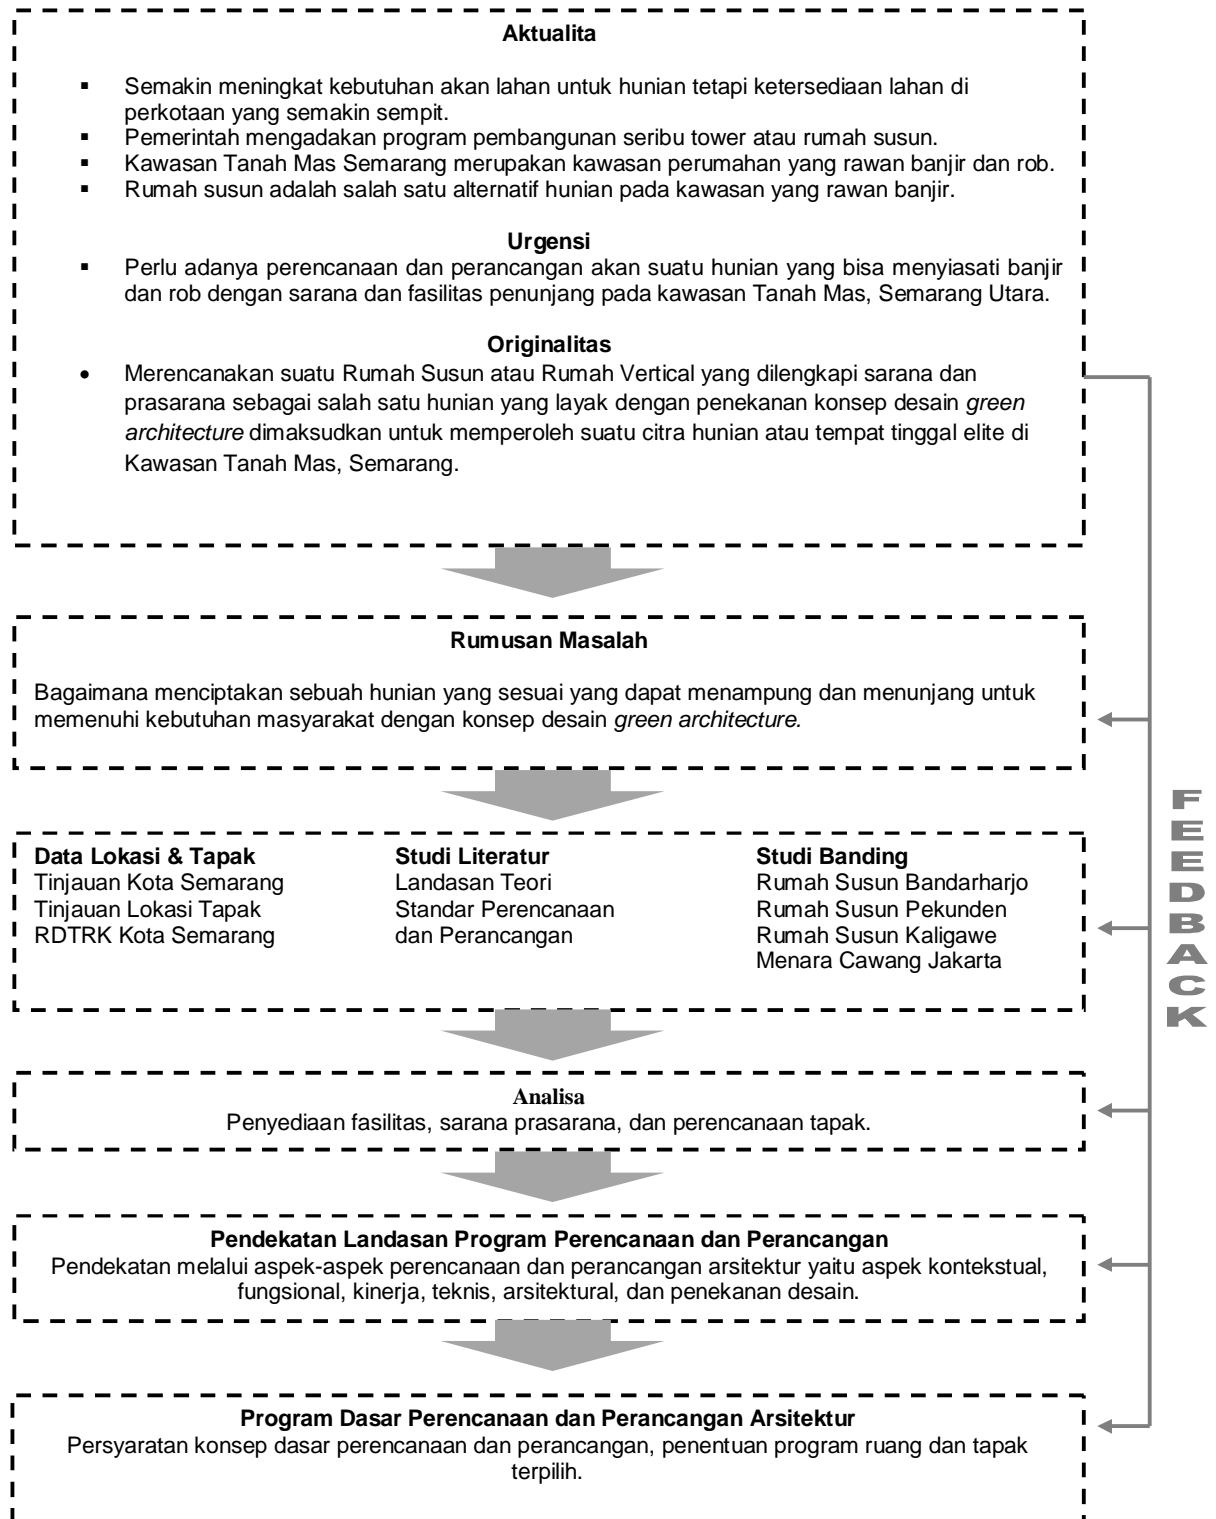 Aktualita
▪ Semakin meningkat kebutuhan akan lahan untuk hunian tetapi ketersediaan lahan di
perkotaan yang semakin sempit.
▪ Pemerintah mengadakan program pembangunan seribu tower atau rumah susun.
▪ Kawasan Tanah Mas Semarang merupakan kawasan perumahan yang rawan banjir dan rob.
▪ Rumah susun adalah salah satu alternatif hunian pada kawasan yang rawan banjir.
Urgensi
▪ Perlu adanya perencanaan dan perancangan akan suatu hunian yang bisa menyiasati banjir
dan rob dengan sarana dan fasilitas penunjang pada kawasan Tanah Mas, Semarang Utara.
Originalitas
• Merencanakan suatu Rumah Susun atau Rumah Vertical yang dilengkapi sarana dan
prasarana sebagai salah satu hunian yang layak dengan penekanan konsep desain green
architecture dimaksudkan untuk memperoleh suatu citra hunian atau tempat tinggal elite di
Kawasan Tanah Mas, Semarang.
Rumusan Masalah
Bagaimana menciptakan sebuah hunian yang sesuai yang dapat menampung dan menunjang untuk
memenuhi kebutuhan masyarakat dengan konsep desain green architecture.
Data Lokasi & Tapak
Tinjauan Kota Semarang
Tinjauan Lokasi Tapak
RDTRK Kota Semarang
Studi Literatur
Landasan Teori
Standar Perencanaan
dan Perancangan
Studi Banding
Rumah Susun Bandarharjo
Rumah Susun Pekunden
Rumah Susun Kaligawe
Menara Cawang Jakarta
Analisa
Penyediaan fasilitas, sarana prasarana, dan perencanaan tapak.
Pendekatan Landasan Program Perencanaan dan Perancangan
Pendekatan melalui aspek-aspek perencanaan dan perancangan arsitektur yaitu aspek kontekstual,
fungsional, kinerja, teknis, arsitektural, dan penekanan desain.
Program Dasar Perencanaan dan Perancangan Arsitektur
Persyaratan konsep dasar perencanaan dan perancangan, penentuan program ruang dan tapak
terpilih.
FEEDBACK